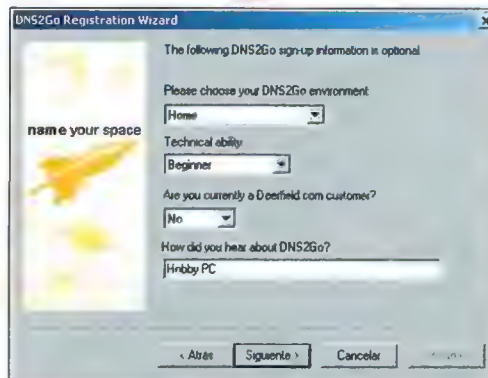 DNS2Go Registration Wizard
The following DNS2Go sign-up information is optional
Please choose your DNS2Go environment
Home
name your space
Technical ability
Beginner
Are you currently a Deerfield.com customer?
No
How did you hear about DNS2Go?
Hobby PC
< Atrás
Siguiente >
Cancelar